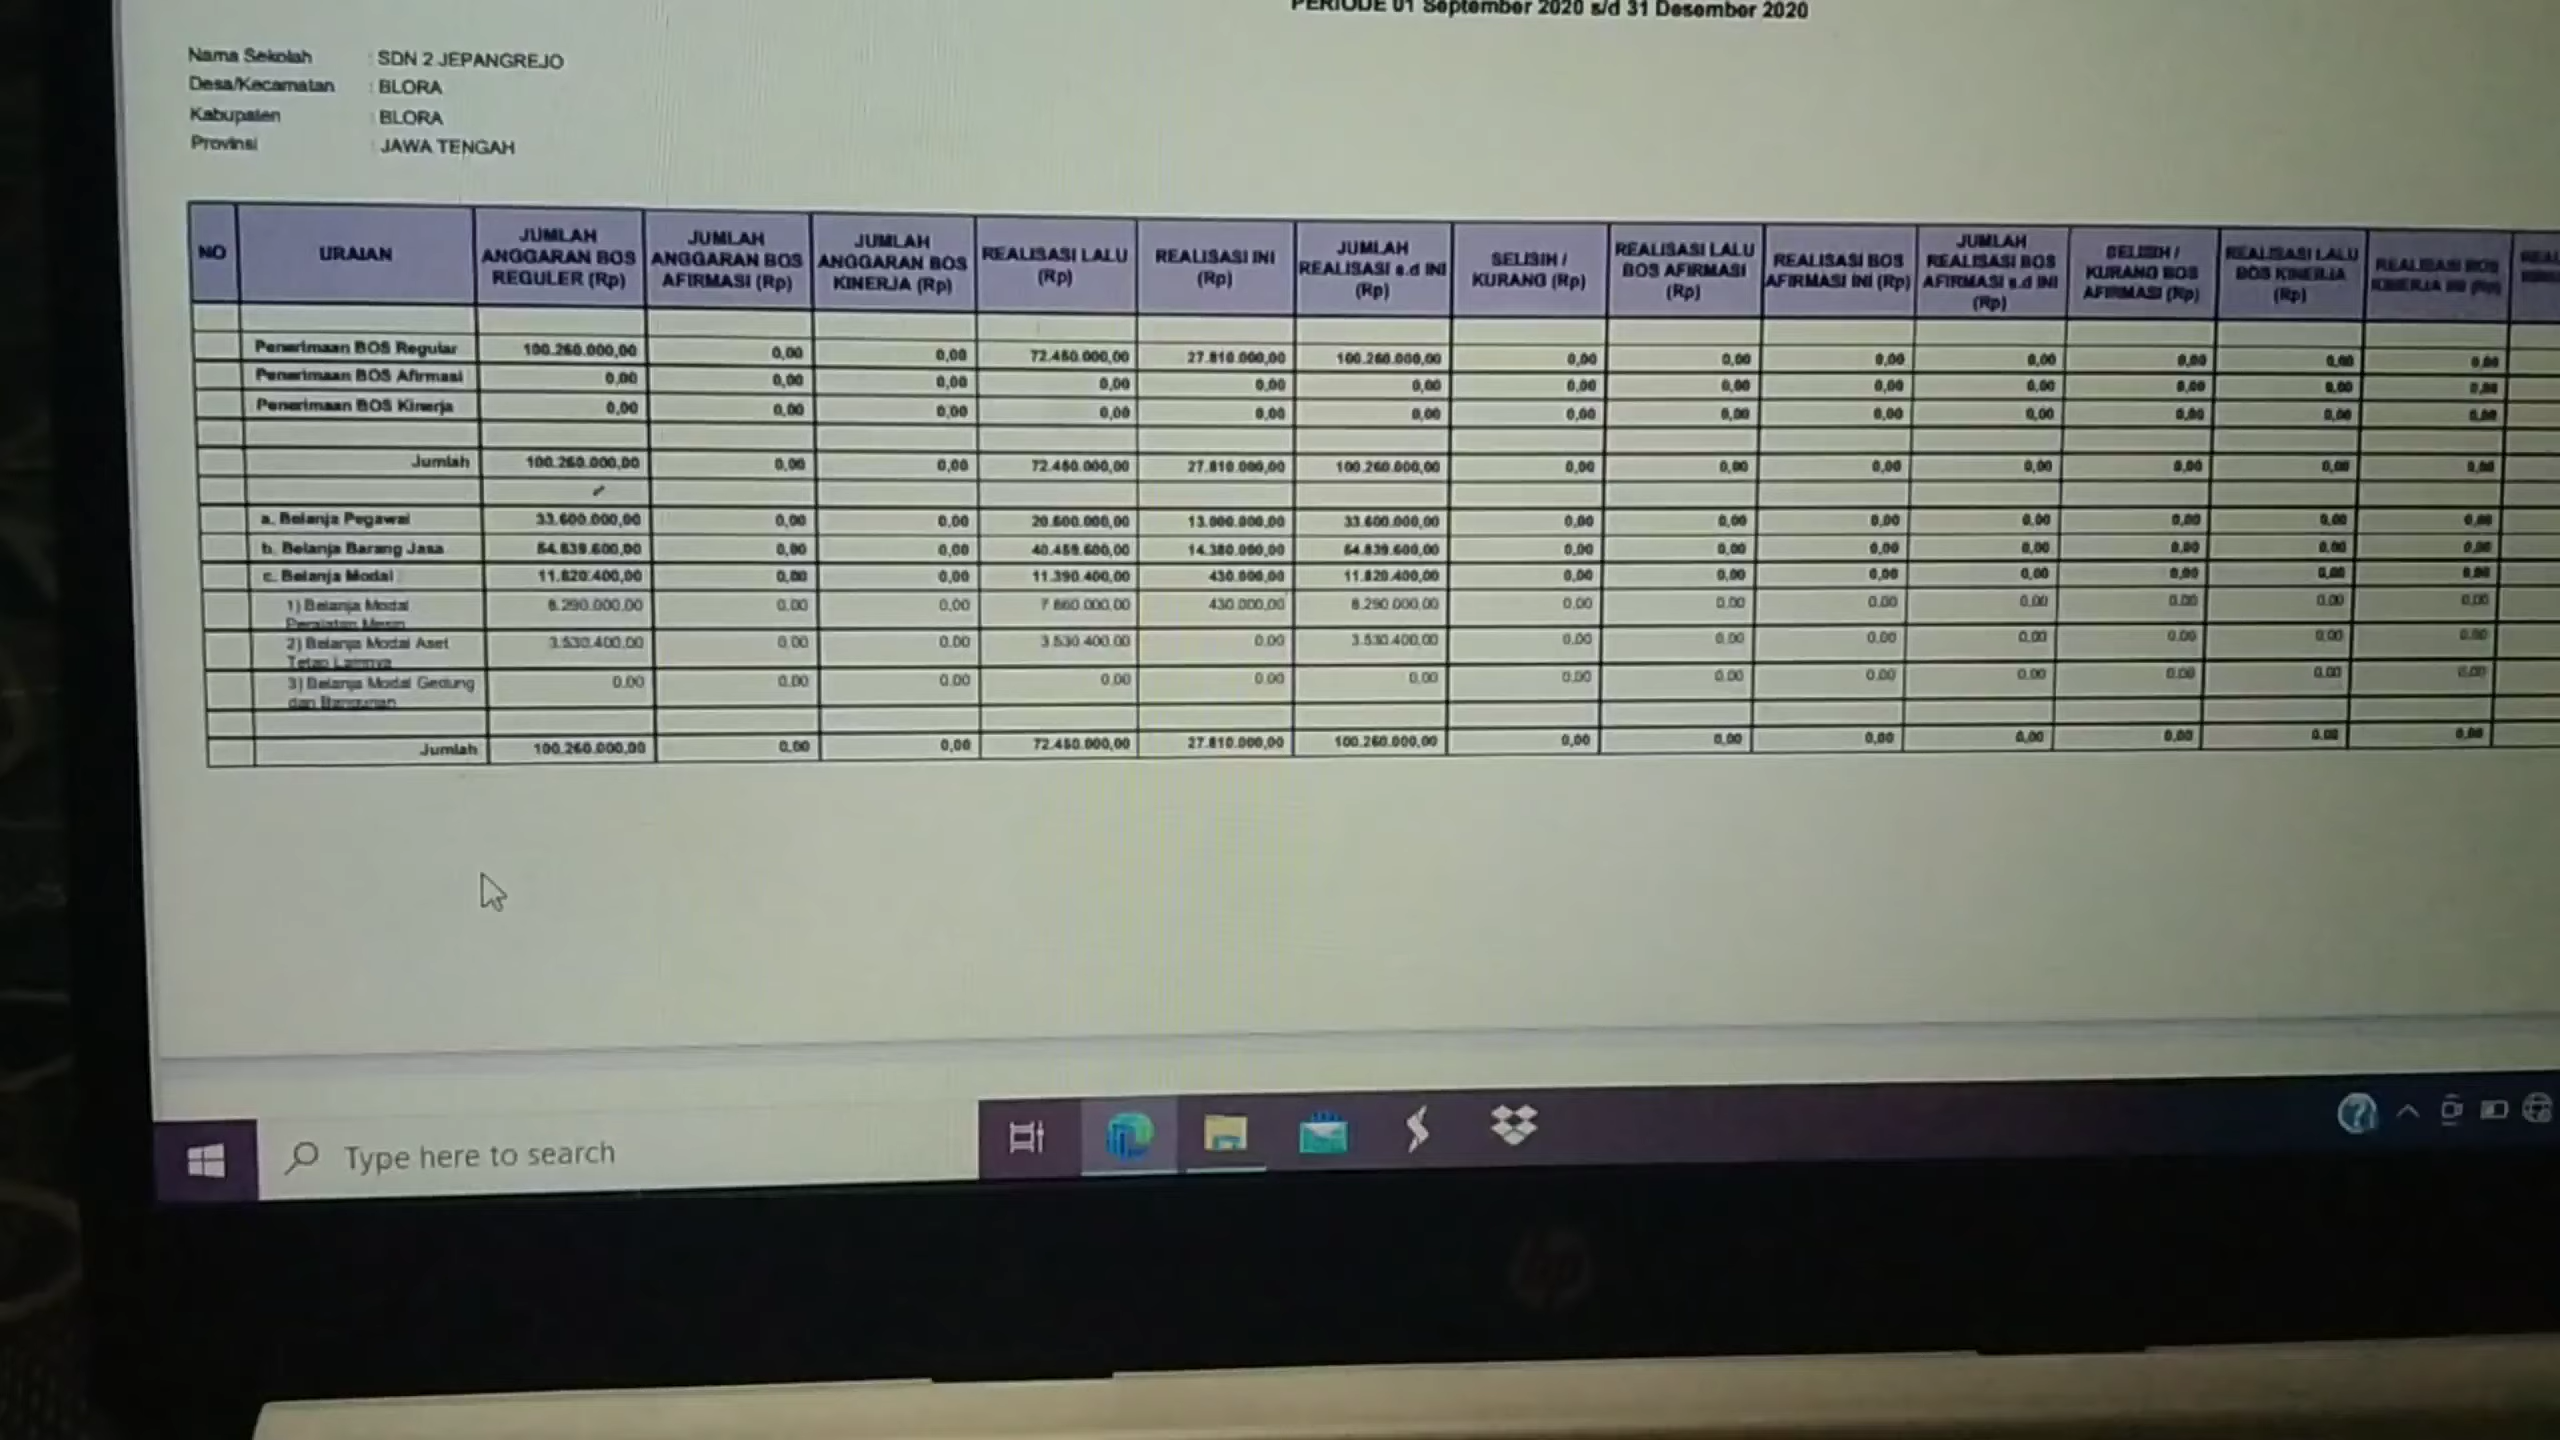 PERIODE 01 September 2020 s/d 31 Desember 2020
Nama Sekolah : SDN 2 JEPANGREJO
Desa/Kecamatan : BLORA
Kabupaten : BLORA
Provinsi : JAWA TENGAH
NO URAIAN JUMLAH ANGGARAN BOS REGULER (Rp) JUMLAH ANGGARAN BOS AFIRMASI (Rp) JUMLAH ANGGARAN BOS KINERJA (Rp) REALISASI LALU (Rp) REALISASI INI (Rp) JUMLAH REALISASI s.d INI (Rp) SELISIH / KURANG (Rp) REALISASI LALU BOS AFIRMASI (Rp) REALISASI BOS AFIRMASI INI (Rp) JUMLAH REALISASI BOS AFIRMASI s.d INI (Rp) SELISIH / KURANG BOS AFIRMASI (Rp) REALISASI LALU BOS KINERJA (Rp) REALISASI BOS KINERJA INI (Rp)
Penerimaan BOS Regular 100.260.000,00 0,00 0,00 72.450.000,00 27.810.000,00 100.260.000,00 0,00 0,00 0,00 0,00 0,00 0,00 0,00
Penerimaan BOS Afirmasi 0,00 0,00 0,00 0,00 0,00 0,00 0,00 0,00 0,00 0,00 0,00 0,00 0,00
Penerimaan BOS Kinerja 0,00 0,00 0,00 0,00 0,00 0,00 0,00 0,00 0,00 0,00 0,00 0,00 0,00
Jumlah 100.260.000,00 0,00 0,00 72.450.000,00 27.810.000,00 100.260.000,00 0,00 0,00 0,00 0,00 0,00 0,00 0,00
a. Belanja Pegawai 33.600.000,00 0,00 0,00 20.600.000,00 13.000.000,00 33.600.000,00 0,00 0,00 0,00 0,00 0,00 0,00 0,00
b. Belanja Barang Jasa 54.839.600,00 0,00 0,00 40.459.600,00 14.380.000,00 54.839.600,00 0,00 0,00 0,00 0,00 0,00 0,00 0,00
c. Belanja Modal 11.820.400,00 0,00 0,00 11.390.400,00 430.000,00 11.820.400,00 0,00 0,00 0,00 0,00 0,00 0,00 0,00
1) Belanja Modal Peralatan Mesin 8.290.000,00 0,00 0,00 7.860.000,00 430.000,00 8.290.000,00 0,00 0,00 0,00 0,00 0,00 0,00 0,00
2) Belanja Modal Aset Tetap Lainnya 3.530.400,00 0,00 0,00 3.530.400,00 0,00 3.530.400,00 0,00 0,00 0,00 0,00 0,00 0,00 0,00
3) Belanja Modal Gedung dan Bangunan 0,00 0,00 0,00 0,00 0,00 0,00 0,00 0,00 0,00 0,00 0,00 0,00 0,00
Jumlah 100.260.000,00 0,00 0,00 72.450.000,00 27.810.000,00 100.260.000,00 0,00 0,00 0,00 0,00 0,00 0,00 0,00
Type here to search
hp